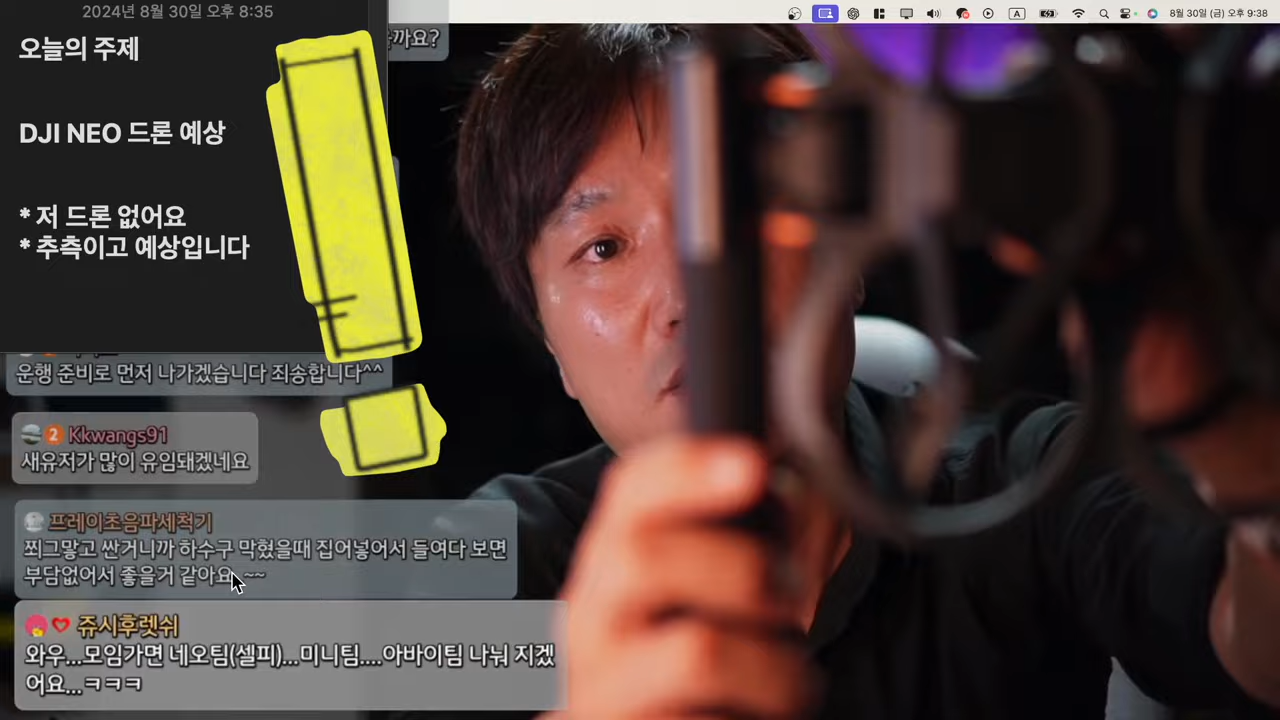 2024년 8월 30일 오후 8:35
오늘의 주제
DJI NEO 드론 예상
* 저 드론 없어요
* 추측이고 예상입니다
까요?
A
8월 30일 (금) 오후 9:38
운행 준비로 먼저 나가겠습니다 죄송합니다^^
2 Kkwangs91
새유저가 많이 유임돼겠네요
프레이초음파세척기
쬐그맣고 싼거니까 하수구 막혔을때 집어넣어서 들여다 보면
부담없어서 좋을거 같아요 ~~
쥬시후렛쉬
와우...모임가면 네오팀(셀피)...미니팀....아바이팀 나눠 지겠
어요...ㅋㅋㅋ